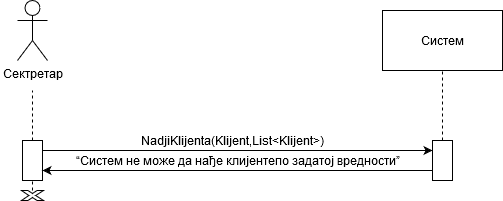 Систем
Сектретар
NadjiKlijenta(Klijent,List<Klijent>)
“Систем не може да нађе клијентепо задатој вредности”